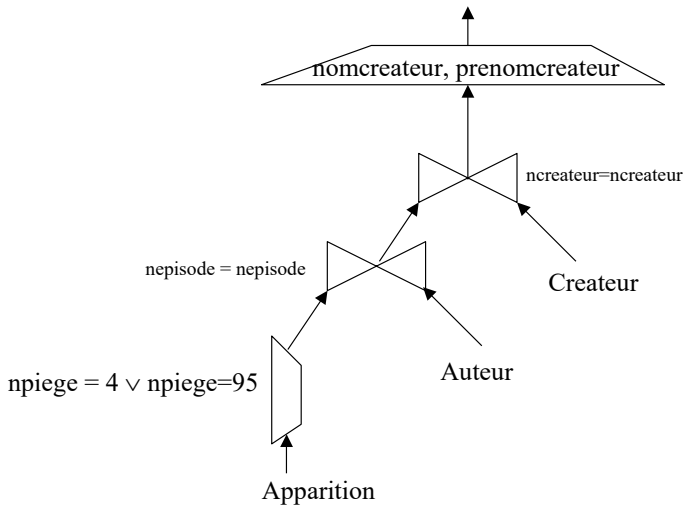 nomcreateur, prenomcreateur
ncreateur=ncreateur
nepisode = nepisode
Createur
Auteur
npiege = 4 ∨ npiege=95
Apparition